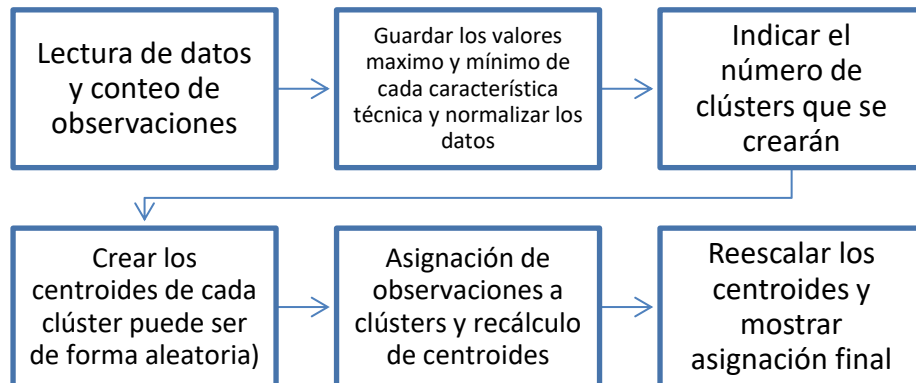 Lectura de datos
y conteo de
observaciones
Guardar los valores
maximo y mínimo de
cada característica
técnica y normalizar los
datos
Indicar el
número de
clústers que se
crearán
Crear los
centroides de cada
clúster puede ser
de forma aleatoria)
Asignación de
observaciones a
clústers y recálculo
de centroides
Reescalar los
centroides y
mostrar
asignación final